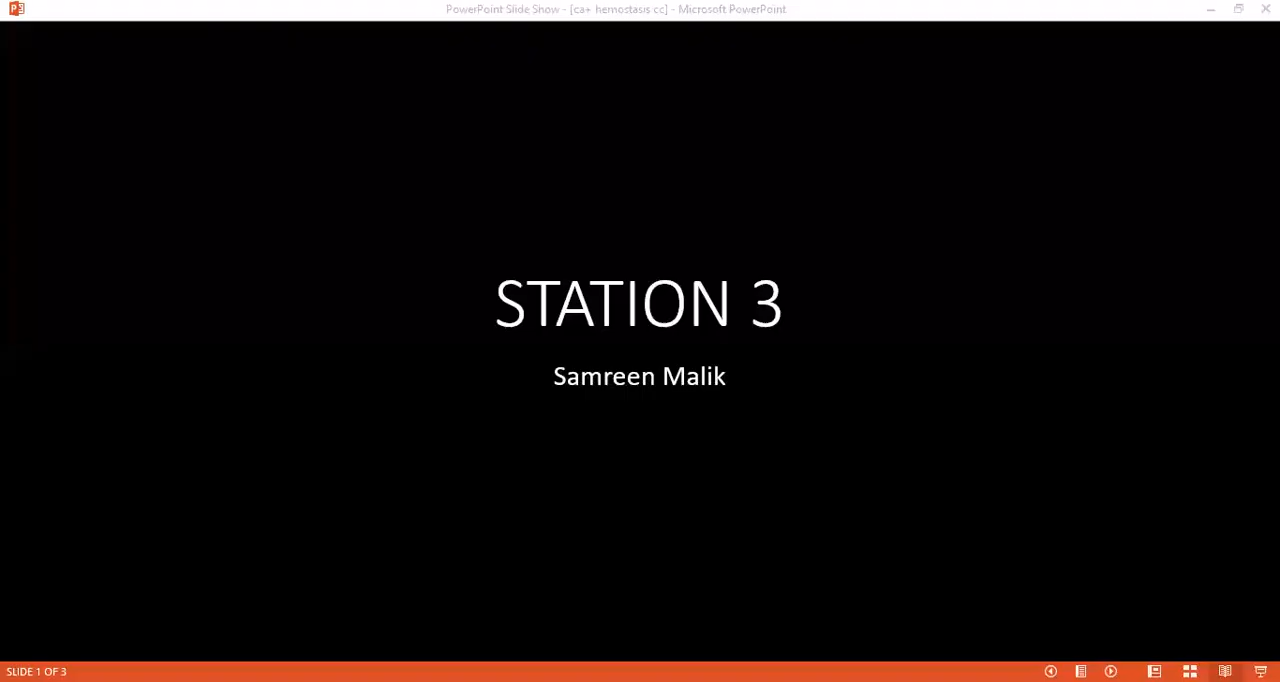 PowerPoint Slide Show - [ca+ hemostasis cc] - Microsoft PowerPoint
STATION 3
Samreen Malik
SLIDE 1 OF 3